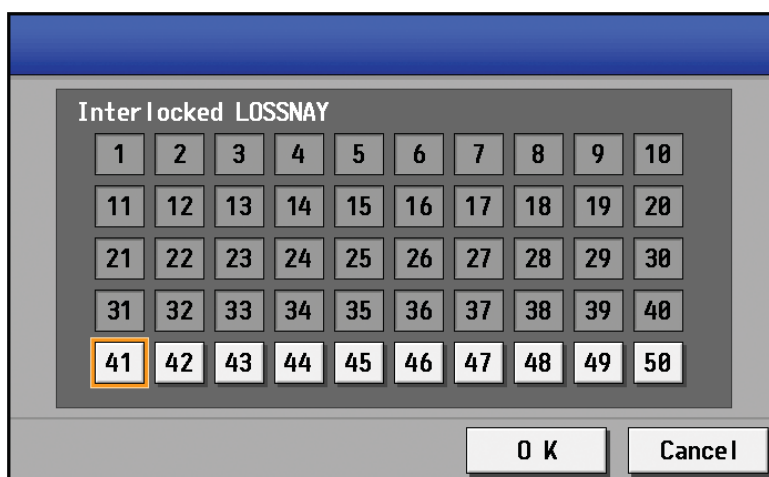 Interlocked LOSSNAY
1 2 3 4 5 6 7 8 9 10
11 12 13 14 15 16 17 18 19 20
21 22 23 24 25 26 27 28 29 30
31 32 33 34 35 36 37 38 39 40
41 42 43 44 45 46 47 48 49 50
OK Cancel